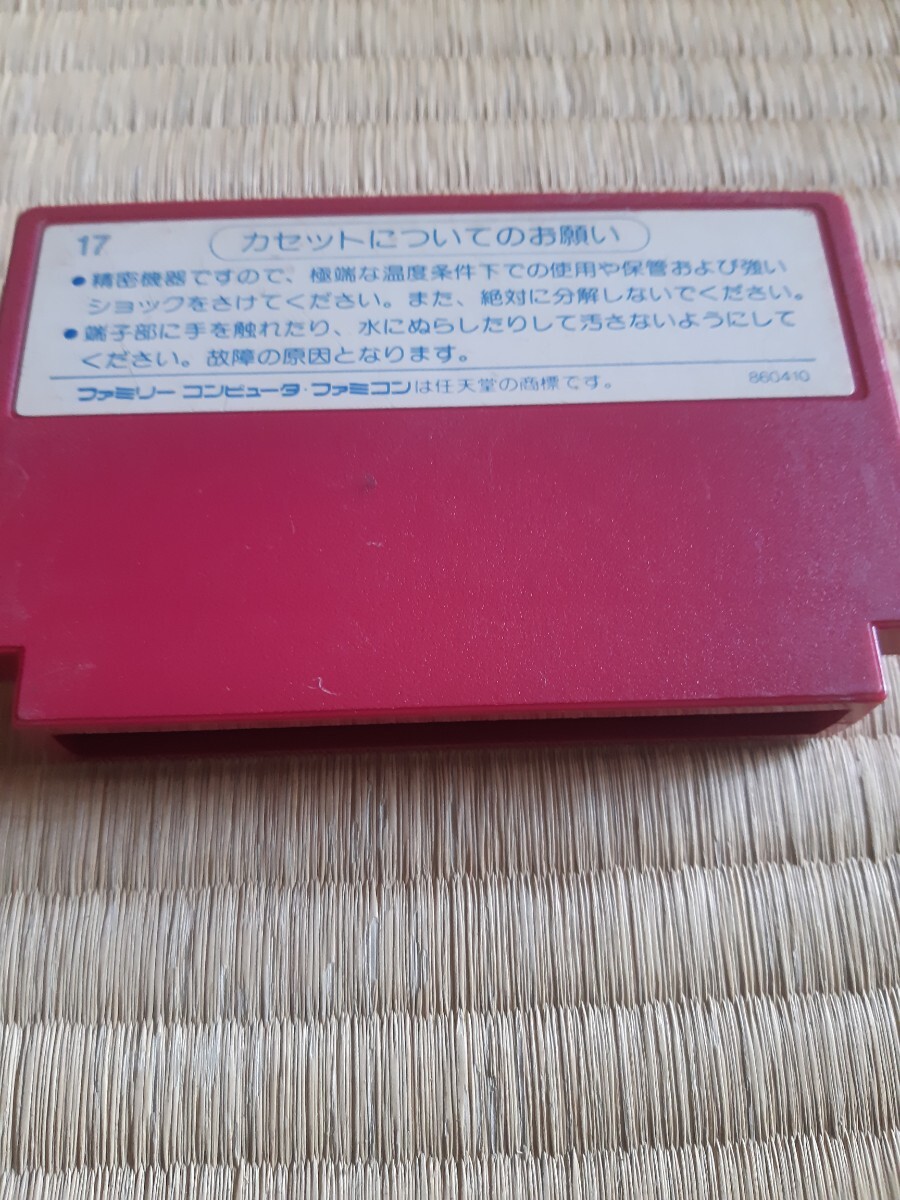 17
カセットについてのお願い
●精密機器ですので、極端な温度条件下での使用や保管および強い
ショックをさけてください。また、絶対に分解しないでください。
●端子部に手を触れたり、水にぬらしたりして汚さないようにして
ください。故障の原因となります。
ファミリー コンピュータ・ファミコンは任天堂の商標です。
860410